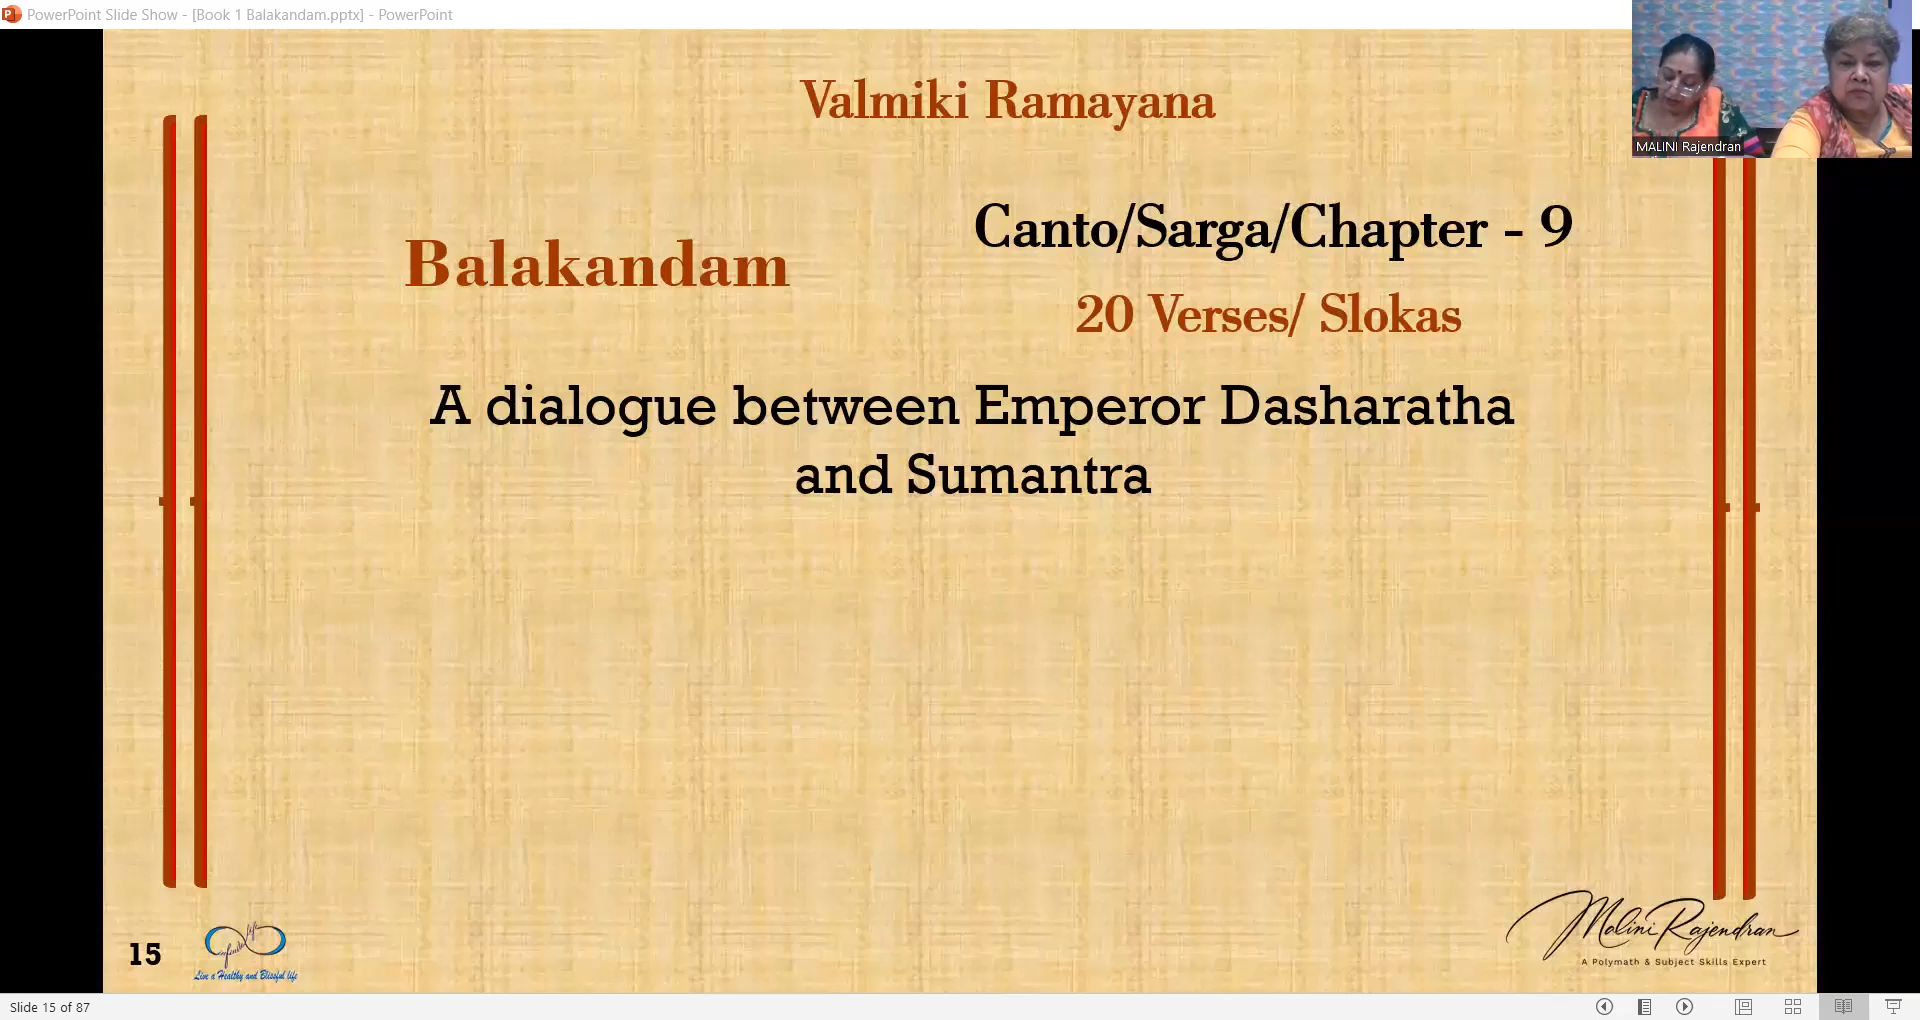 PowerPoint Slide Show - [Book 1 Balakandam.pptx] - PowerPoint
MALINI Rajendran
Valmiki Ramayana
Balakandam
Canto/Sarga/Chapter - 9
20 Verses/ Slokas
A dialogue between Emperor Dasharatha
and Sumantra
15
infinite life
Live a Healthy and Blissful life
Malini Rajendran
A Polymath & Subject Skills Expert
Slide 15 of 87